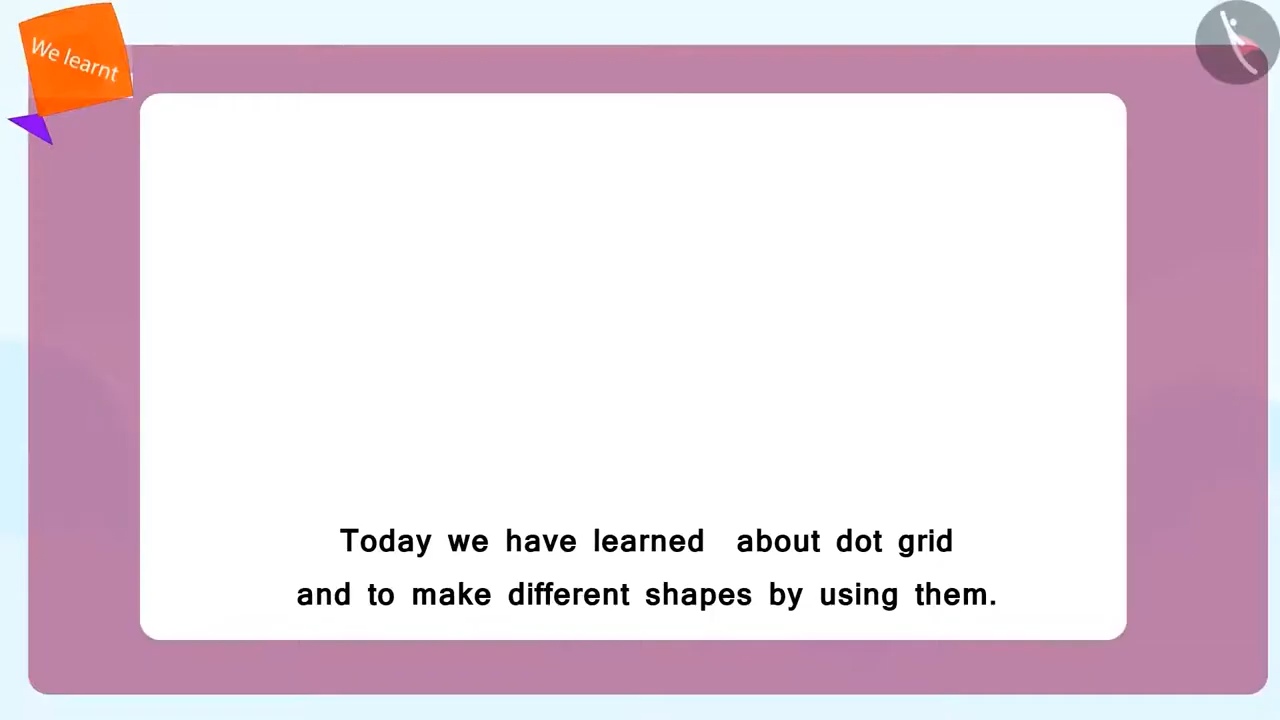 We learnt
Today we have learned about dot grid
and to make different shapes by using them.